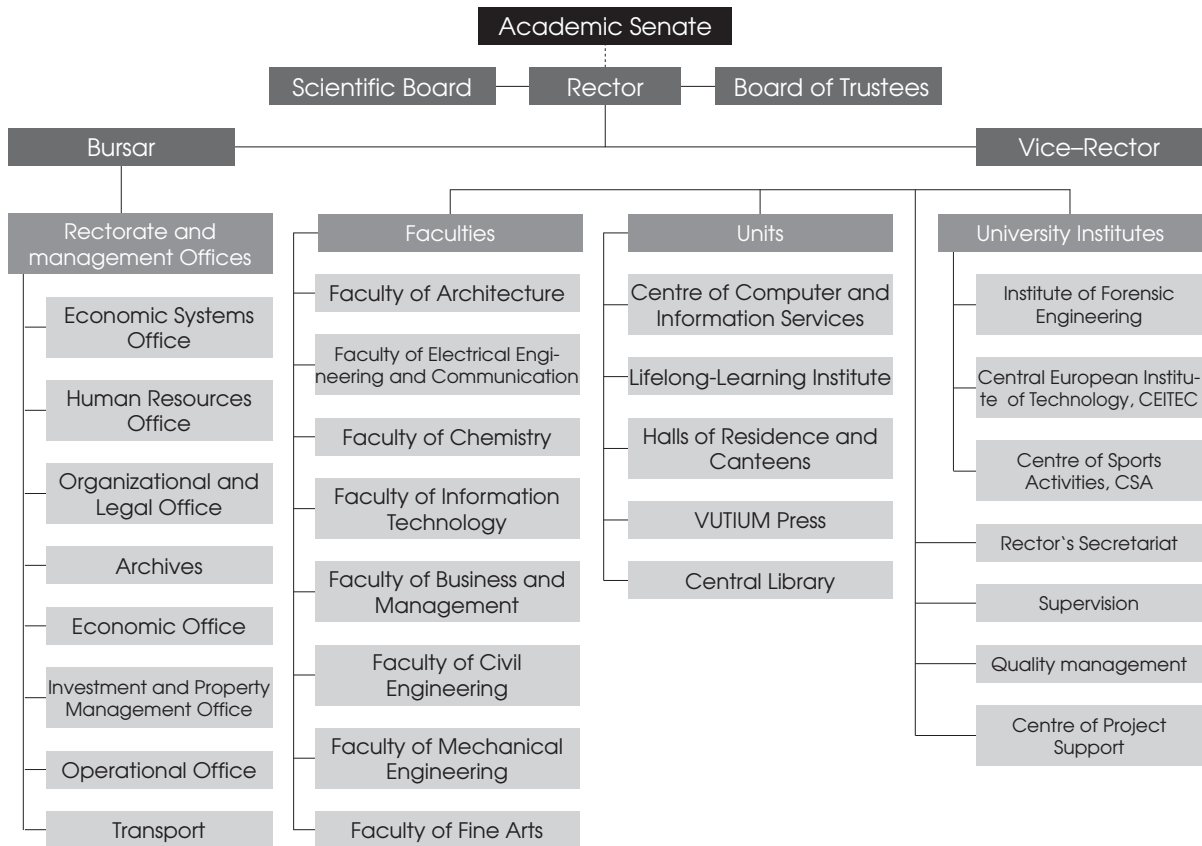 Academic Senate
Scientific Board
Rector
Board of Trustees
Bursar
Vice–Rector
Rectorate and
management Offices
Economic Systems
Office
Human Resources
Office
Organizational and
Legal Office
Archives
Economic Office
Investment and Property
Management Office
Operational Office
Transport
Faculties
Faculty of Architecture
Faculty of Electrical Engi-
neering and Communication
Faculty of Chemistry
Faculty of Information
Technology
Faculty of Business and
Management
Faculty of Civil
Engineering
Faculty of Mechanical
Engineering
Faculty of Fine Arts
Units
Centre of Computer and
Information Services
Lifelong-Learning Institute
Halls of Residence and
Canteens
VUTIUM Press
Central Library
University Institutes
Institute of Forensic
Engineering
Central European Institu-
te of Technology, CEITEC
Centre of Sports
Activities, CSA
Rector`s Secretariat
Supervision
Quality management
Centre of Project
Support